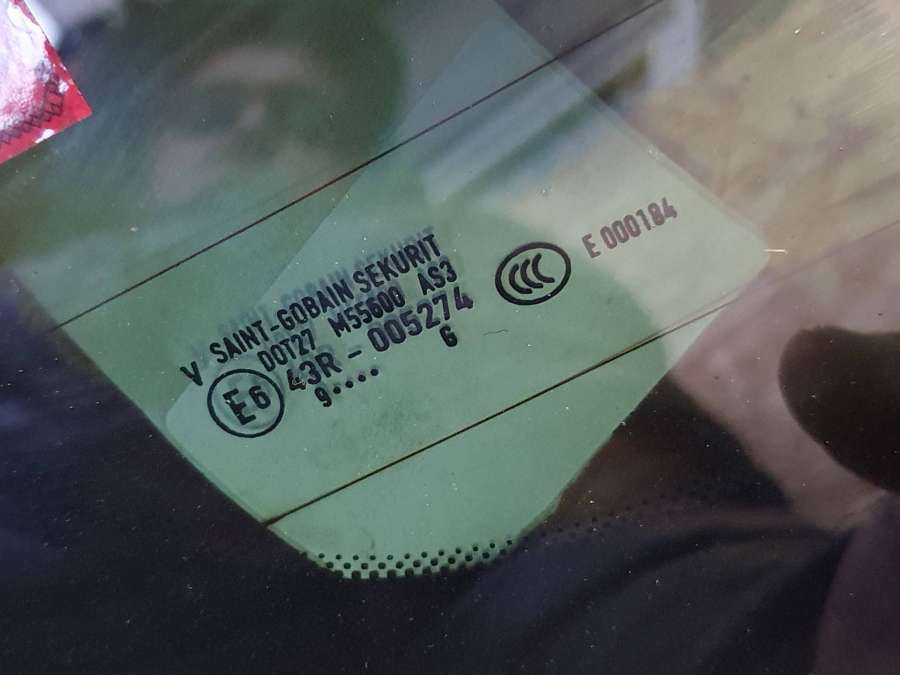 V SAINT-GOBAIN SEKURIT
DOT27 M55600 AS3
E6 43R - 005274
9•••• 6
CCC E 000184